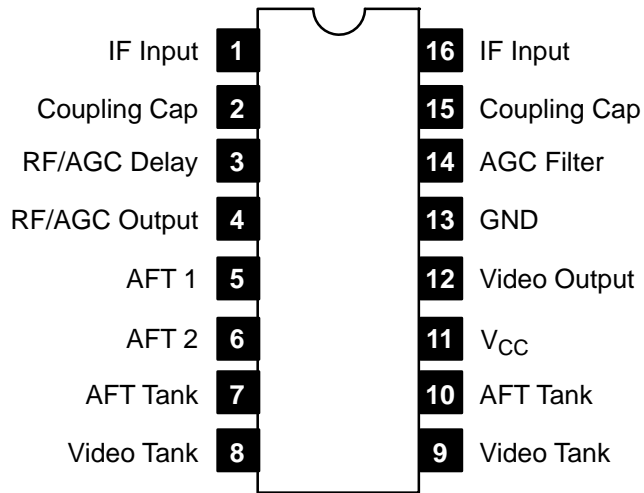 IF Input 1 16 IF Input
Coupling Cap 2 15 Coupling Cap
RF/AGC Delay 3 14 AGC Filter
RF/AGC Output 4 13 GND
AFT 1 5 12 Video Output
AFT 2 6 11 VCC
AFT Tank 7 10 AFT Tank
Video Tank 8 9 Video Tank